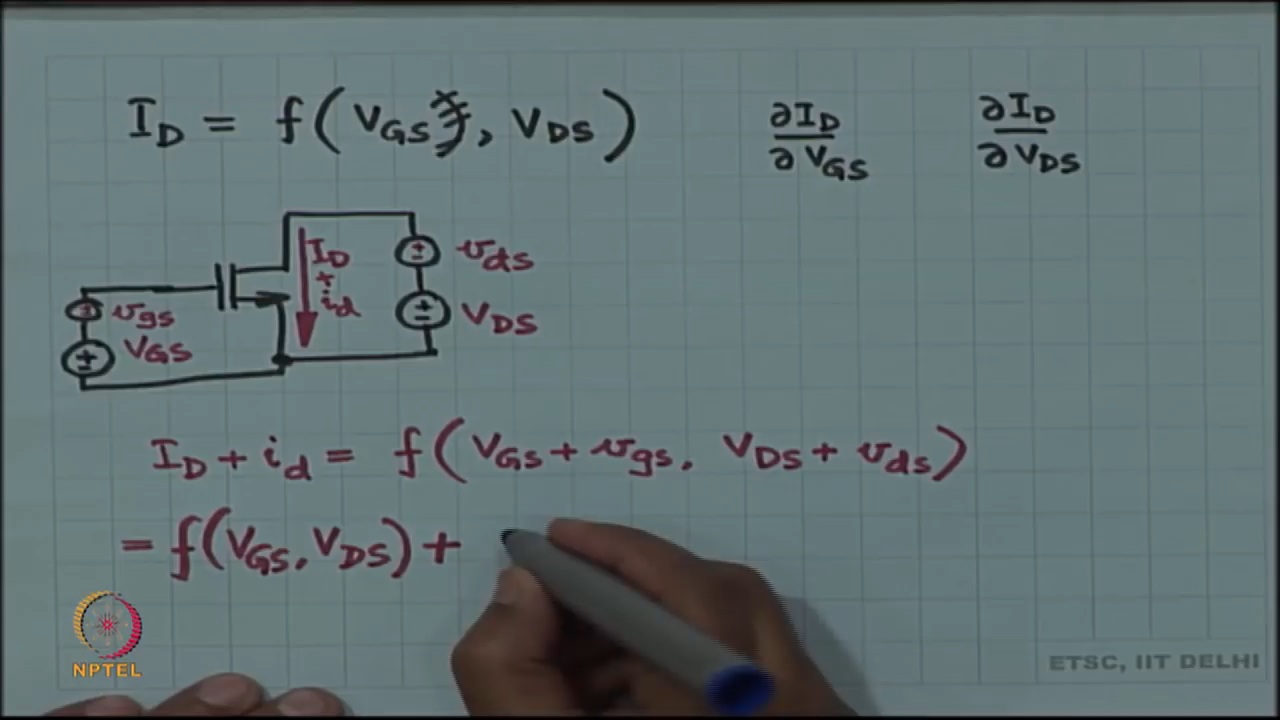 I_D = f(V_GS, V_DS) ∂I_D/∂V_GS ∂I_D/∂V_DS
I_D + i_d
v_ds
v_gs
V_DS
V_GS
I_D + i_d = f(V_GS + v_gs, V_DS + v_ds)
= f(V_GS, V_DS) +
NPTEL
ETSC, IIT DELHI